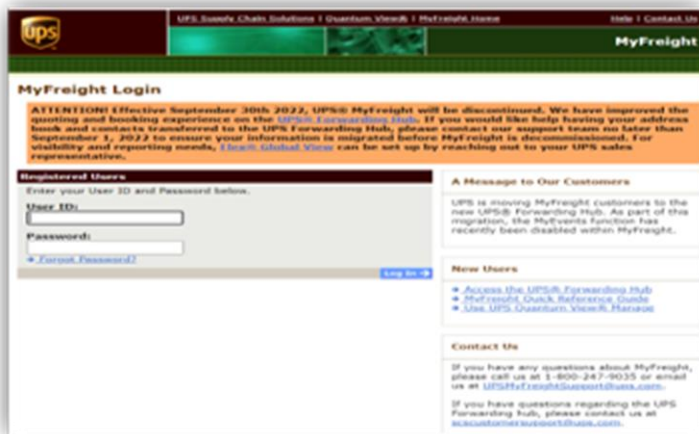 ups
UPS Supply Chain Solutions | Quantum View® | MyFreight Home
Help | Contact Us
MyFreight
MyFreight Login
ATTENTION! Effective September 30th 2022, UPS® MyFreight will be discontinued. We have improved the
quoting and booking experience on the UPS® Forwarding Hub. If you would like help having your address
book and contacts transferred to the UPS Forwarding Hub, please contact our support team no later than
September 1, 2022 to ensure your information is migrated before MyFreight is decommissioned. For
visibility and reporting needs, Flex® Global View can be set up by reaching out to your UPS sales
representative.
Registered Users
Enter your User ID and Password below.
User ID:
Password:
Forgot Password?
Log In
A Message to Our Customers
UPS is moving MyFreight customers to the
new UPS® Forwarding Hub. As part of this
migration, the MyEvents function has
recently been disabled within MyFreight.
New Users
Access the UPS® Forwarding Hub
MyFreight Quick Reference Guide
Use UPS Quantum View® Manage
Contact Us
If you have any questions about MyFreight,
please call us at 1-800-247-9035 or email
us at UPSMyFreightSupport@ups.com.
If you have questions regarding the UPS
Forwarding hub, please contact us at
scscustomersupport@ups.com.